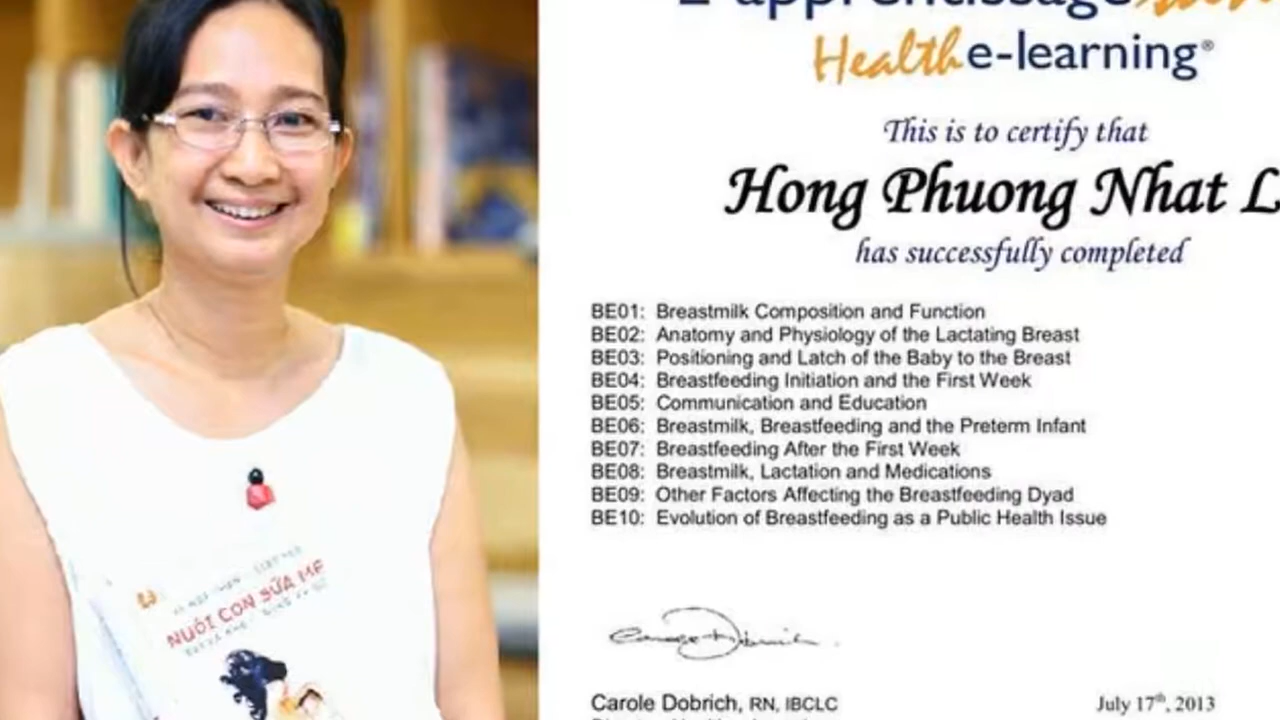 NUÔI CON SỮA MẸ
e-apprentissage
Health e-learning®
This is to certify that
Hong Phuong Nhat L
has successfully completed
BE01: Breastmilk Composition and Function
BE02: Anatomy and Physiology of the Lactating Breast
BE03: Positioning and Latch of the Baby to the Breast
BE04: Breastfeeding Initiation and the First Week
BE05: Communication and Education
BE06: Breastmilk, Breastfeeding and the Preterm Infant
BE07: Breastfeeding After the First Week
BE08: Breastmilk, Lactation and Medications
BE09: Other Factors Affecting the Breastfeeding Dyad
BE10: Evolution of Breastfeeding as a Public Health Issue
Carole Dobrich, RN, IBCLC
July 17th, 2013